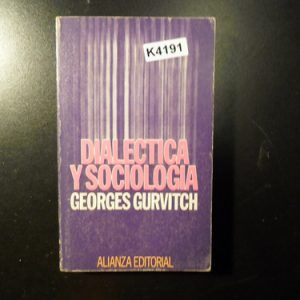 K4191
DIALECTICA
Y SOCIOLOGIA
GEORGES GURVITCH
ALIANZA EDITORIAL